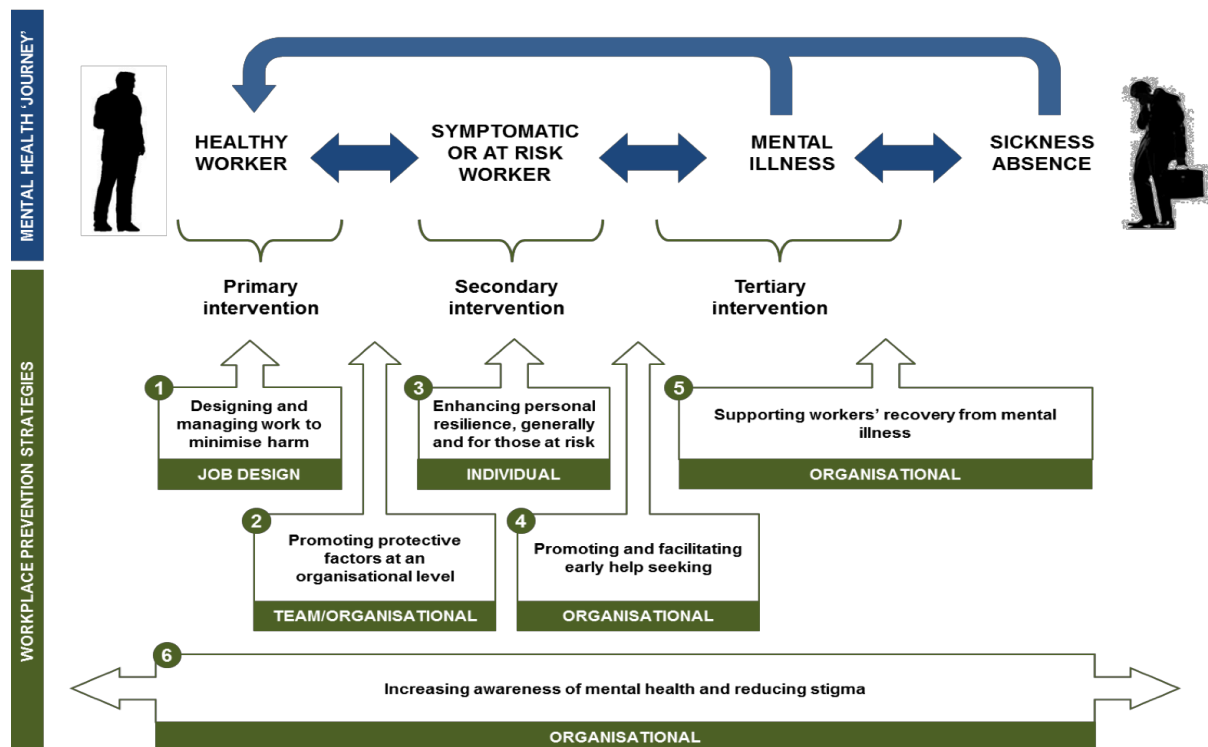 MENTAL HEALTH ‘JOURNEY’
HEALTHY
WORKER
SYMPTOMATIC
OR AT RISK
WORKER
MENTAL
ILLNESS
SICKNESS
ABSENCE
WORKPLACE PREVENTION STRATEGIES
Primary
intervention
Secondary
intervention
Tertiary
intervention
1
Designing and
managing work to
minimise harm
JOB DESIGN
3
Enhancing personal
resilience, generally
and for those at risk
INDIVIDUAL
5
Supporting workers’ recovery from mental
illness
ORGANISATIONAL
2
Promoting protective
factors at an
organisational level
TEAM/ORGANISATIONAL
4
Promoting and facilitating
early help seeking
ORGANISATIONAL
6
Increasing awareness of mental health and reducing stigma
ORGANISATIONAL